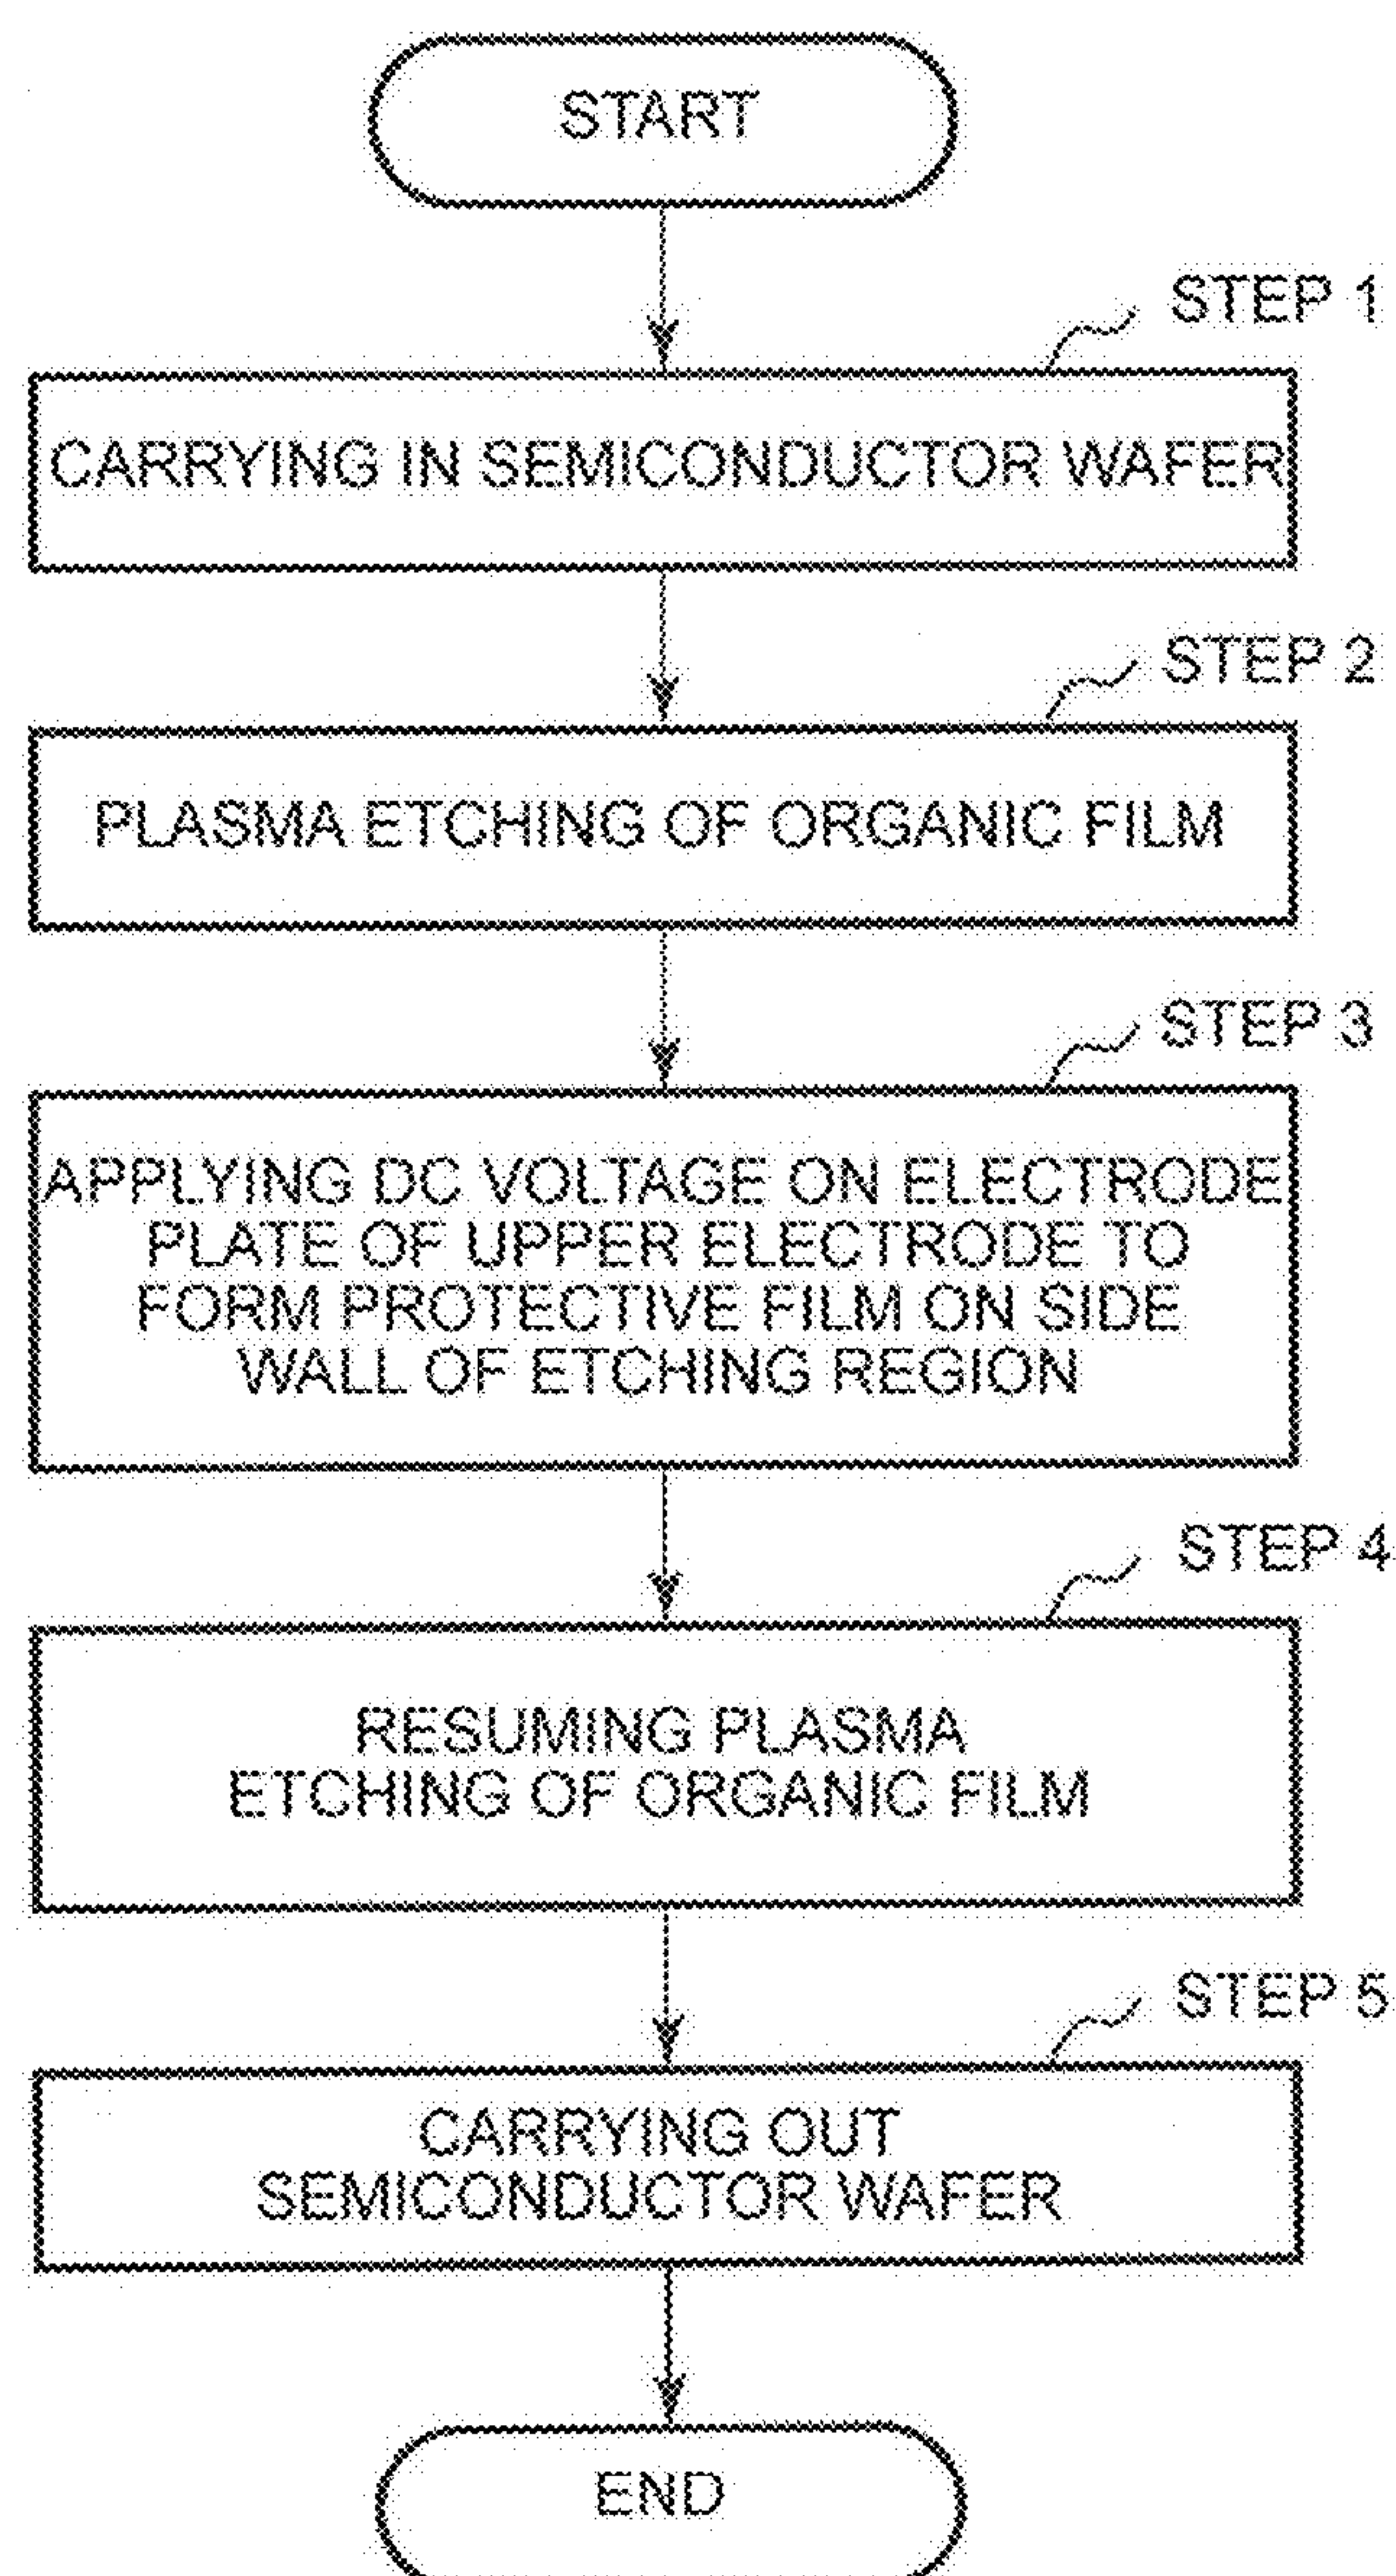 START
STEP 1
CARRYING IN SEMICONDUCTOR WAFER
STEP 2
PLASMA ETCHING OF ORGANIC FILM
STEP 3
APPLYING DC VOLTAGE ON ELECTRODE
PLATE OF UPPER ELECTRODE TO
FORM PROTECTIVE FILM ON SIDE
WALL OF ETCHING REGION
STEP 4
RESUMING PLASMA
ETCHING OF ORGANIC FILM
STEP 5
CARRYING OUT
SEMICONDUCTOR WAFER
END